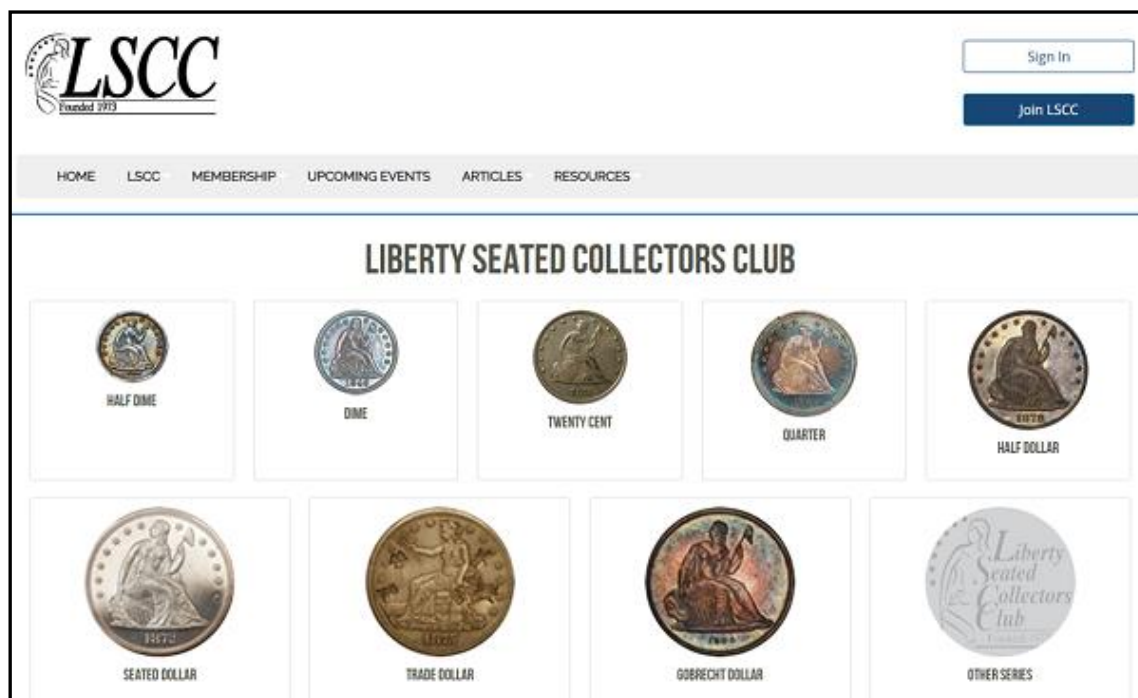 LSCC
Founded 1973
Sign In
Join LSCC
HOME LSCC MEMBERSHIP UPCOMING EVENTS ARTICLES RESOURCES
LIBERTY SEATED COLLECTORS CLUB
HALF DIME
DIME
TWENTY CENT
QUARTER
1878
HALF DOLLAR
SEATED DOLLAR
TRADE DOLLAR
GOBRECHT DOLLAR
Liberty
Seated
Collectors
Club
OTHER SERIES